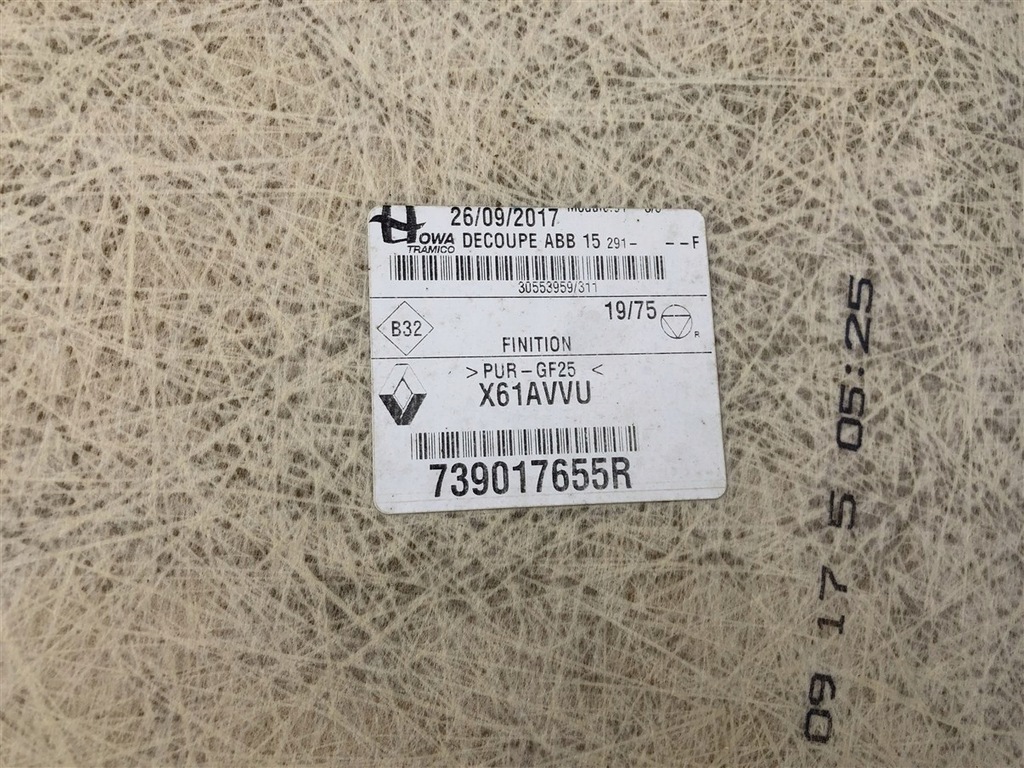 26/09/2017
HOWA DECOUPE ABB 15 291- --F
TRAMICO
30553959/311
B32
19/75
R
FINITION
>PUR-GF25 <
X61AVVU
739017655R
09 17 5 05:25